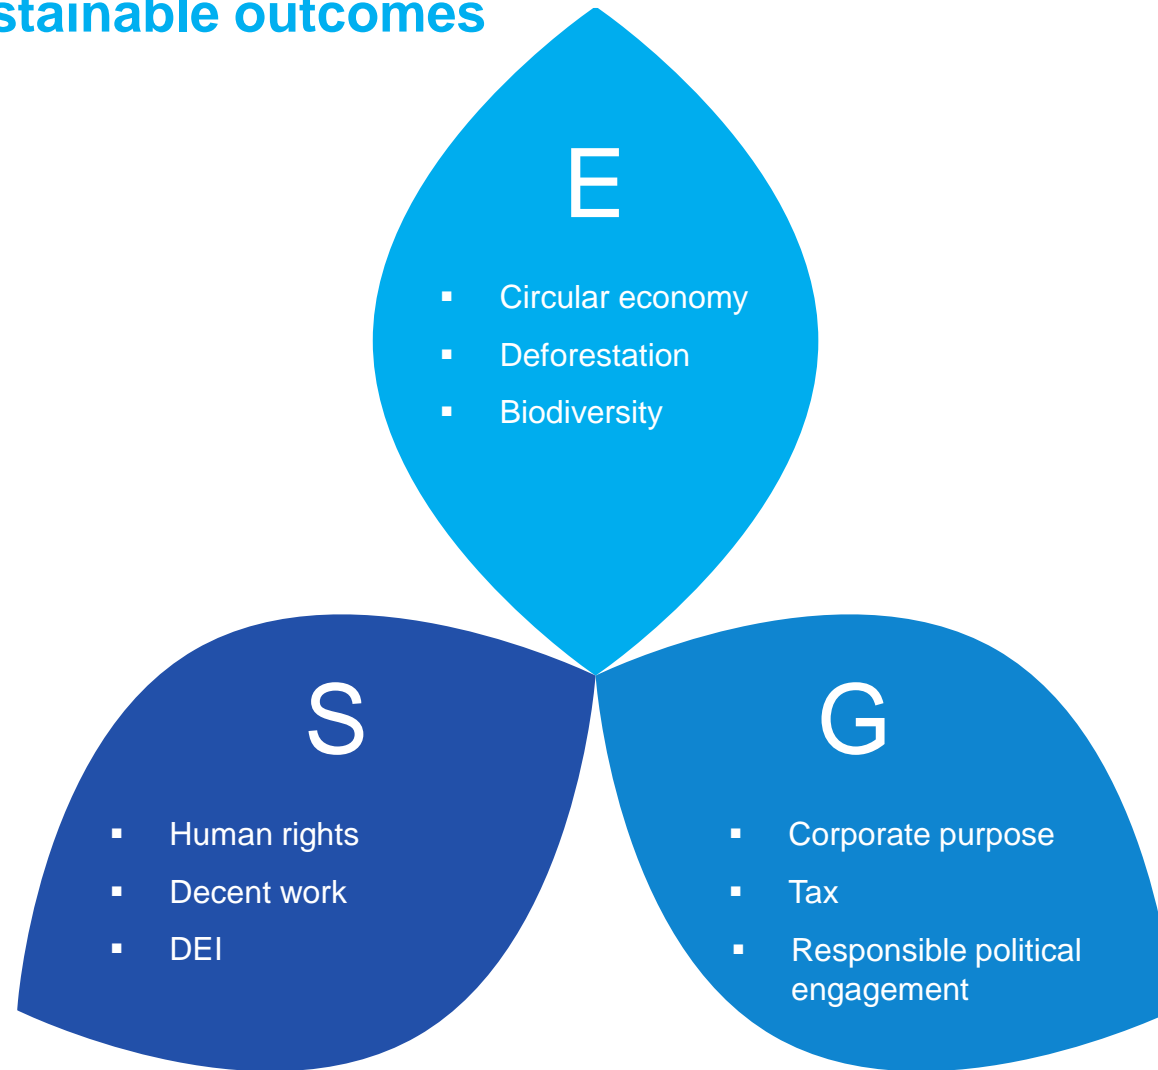 stainable outcomes
E
▪ Circular economy
▪ Deforestation
▪ Biodiversity
S
▪ Human rights
▪ Decent work
▪ DEI
G
▪ Corporate purpose
▪ Tax
▪ Responsible political
engagement